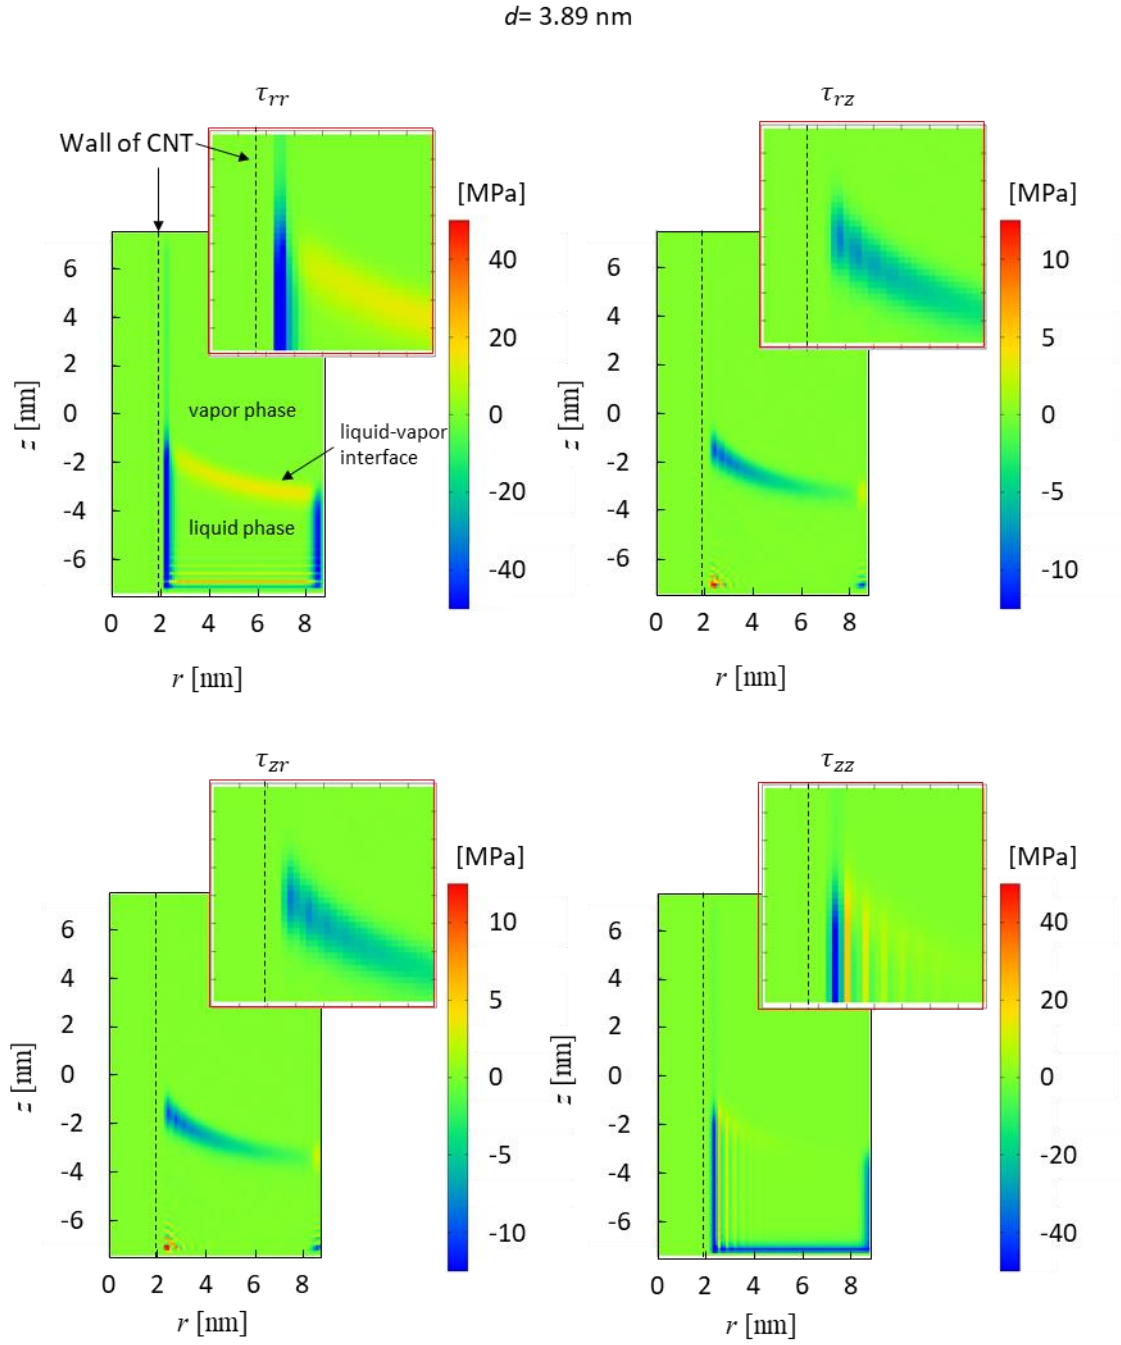 d= 3.89 nm
τrr
τrz
Wall of CNT
[MPa]
[MPa]
z [nm]
6
4
2
0
-2
-4
-6
vapor phase
liquid-vapor
interface
liquid phase
40
20
0
-20
-40
0 2 4 6 8
r [nm]
z [nm]
6
4
2
0
-2
-4
-6
10
5
0
-5
-10
0 2 4 6 8
r [nm]
τzr
τzz
[MPa]
[MPa]
z [nm]
6
4
2
0
-2
-4
-6
10
5
0
-5
-10
0 2 4 6 8
r [nm]
z [nm]
6
4
2
0
-2
-4
-6
40
20
0
-20
-40
0 2 4 6 8
r [nm]